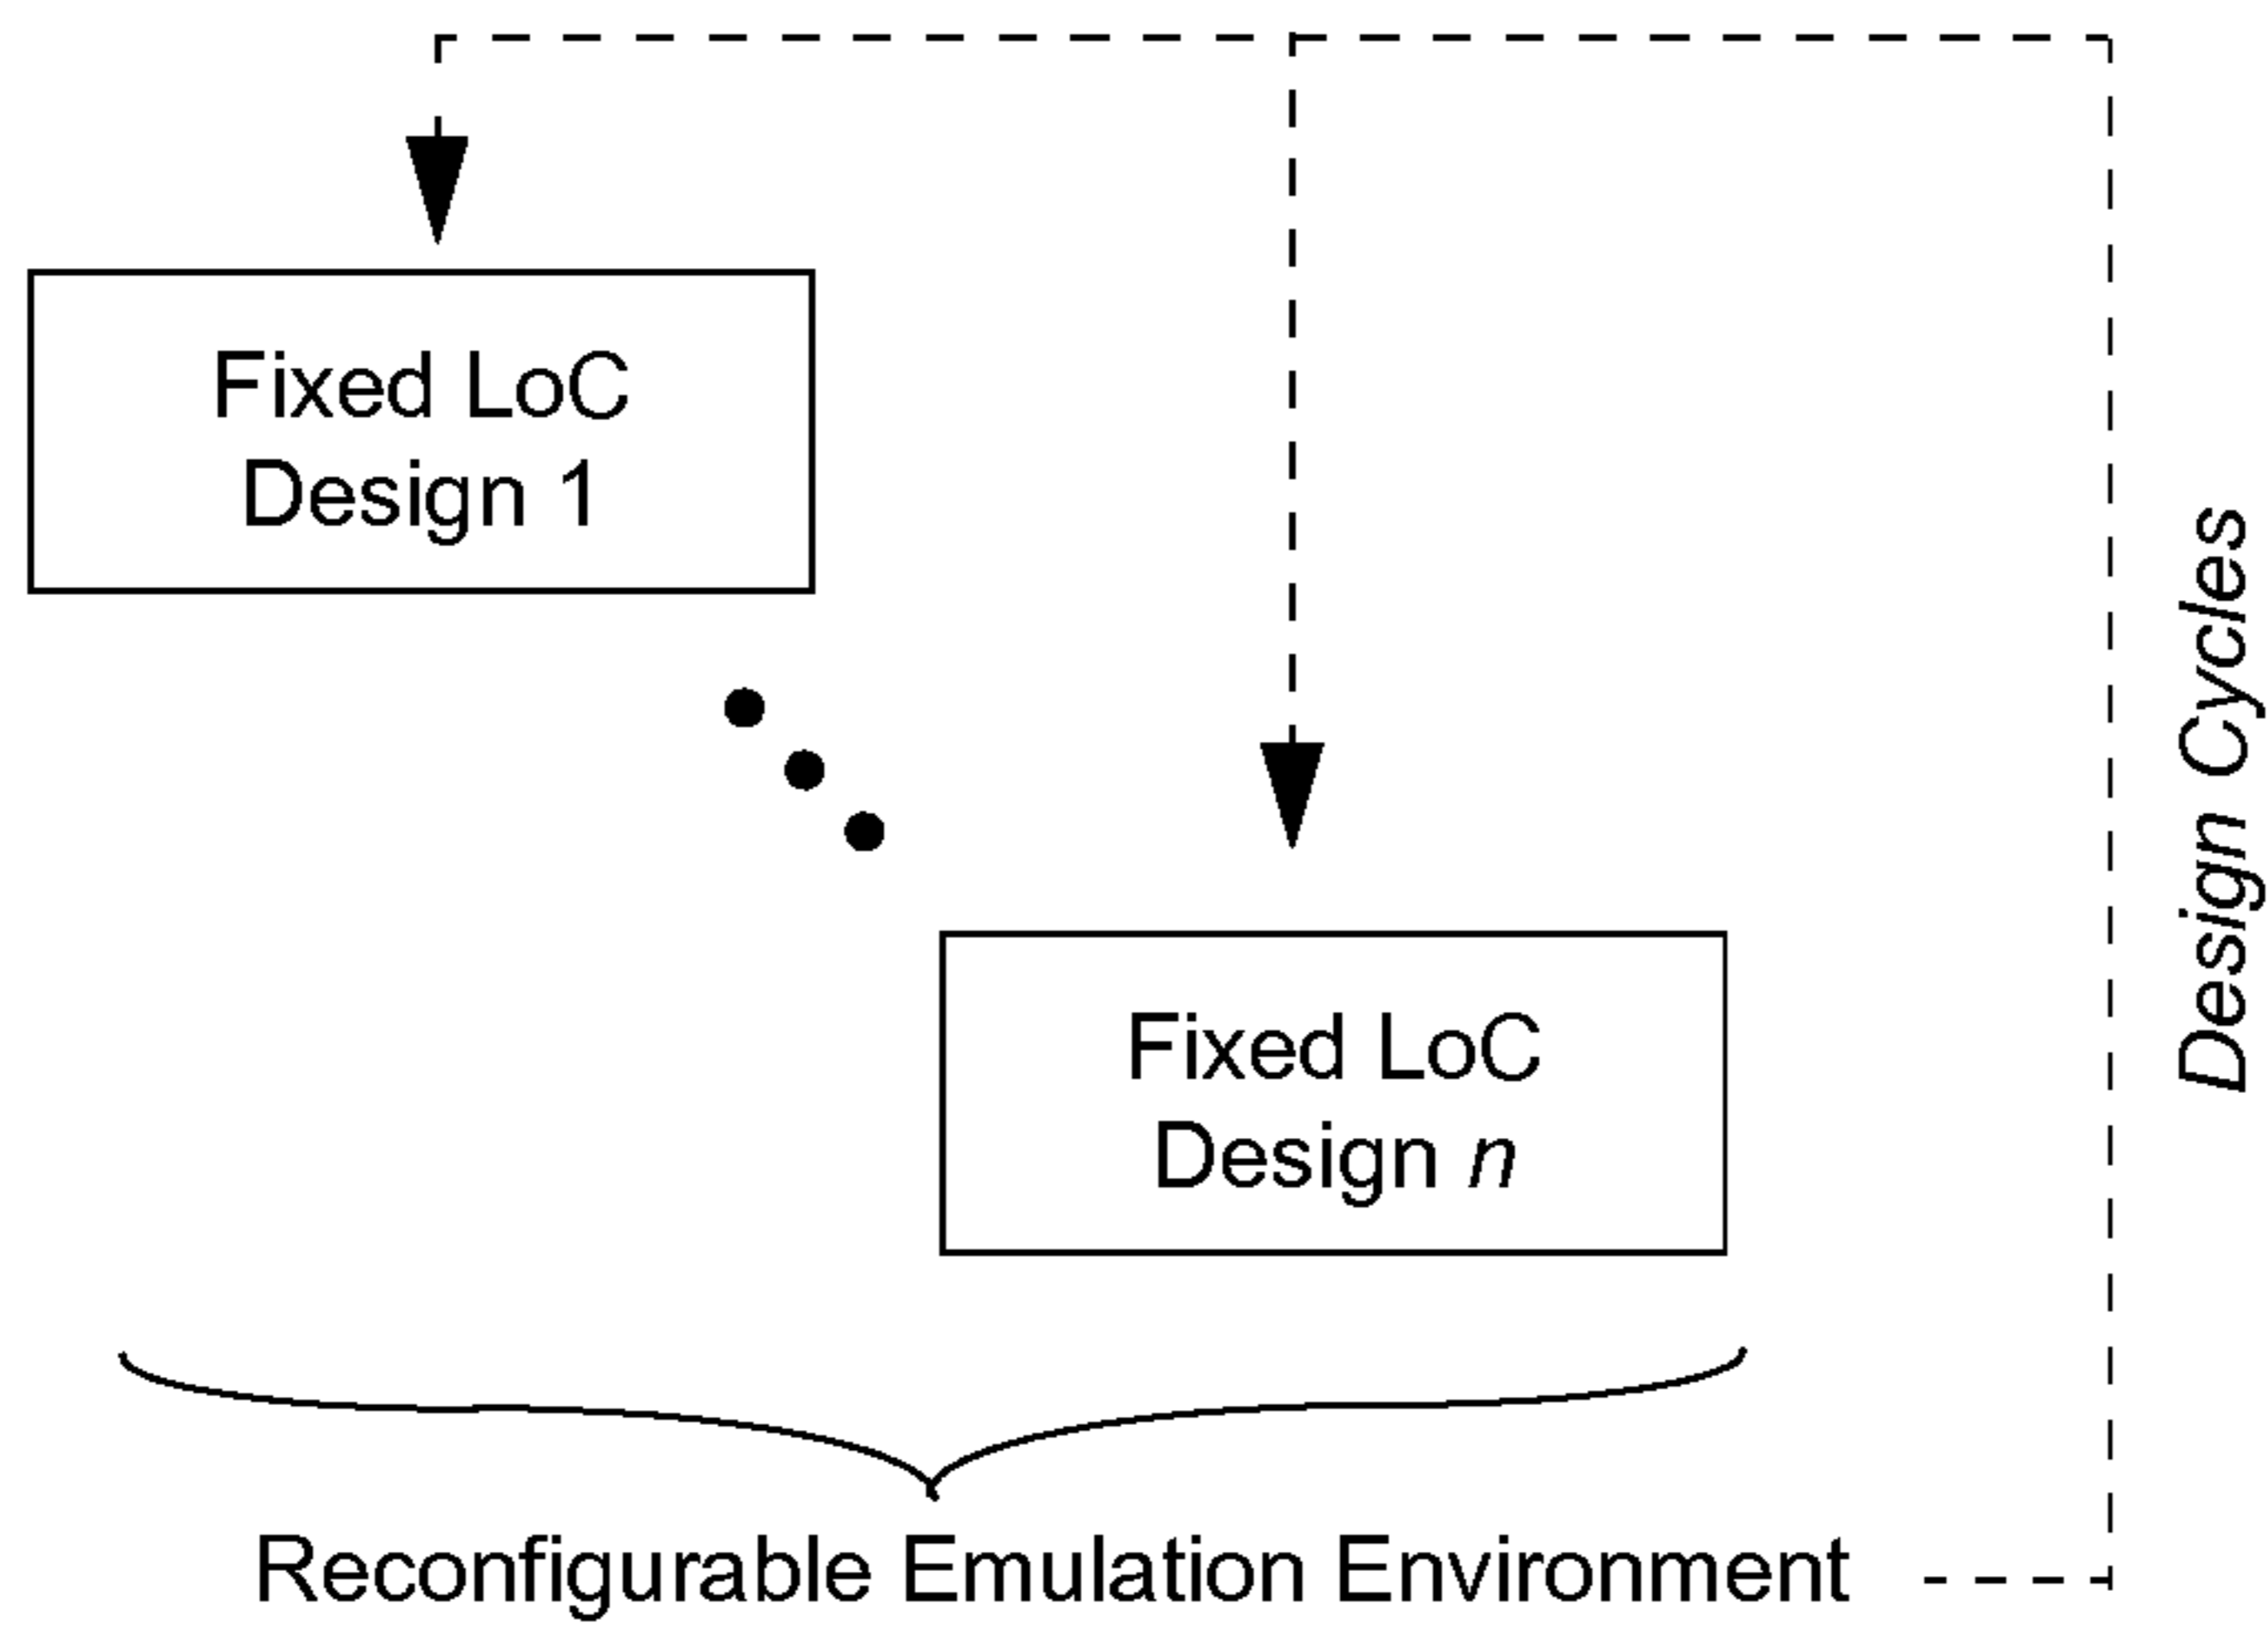 Fixed LoC
Design 1
Fixed LoC
Design n
Design Cycles
Reconfigurable Emulation Environment